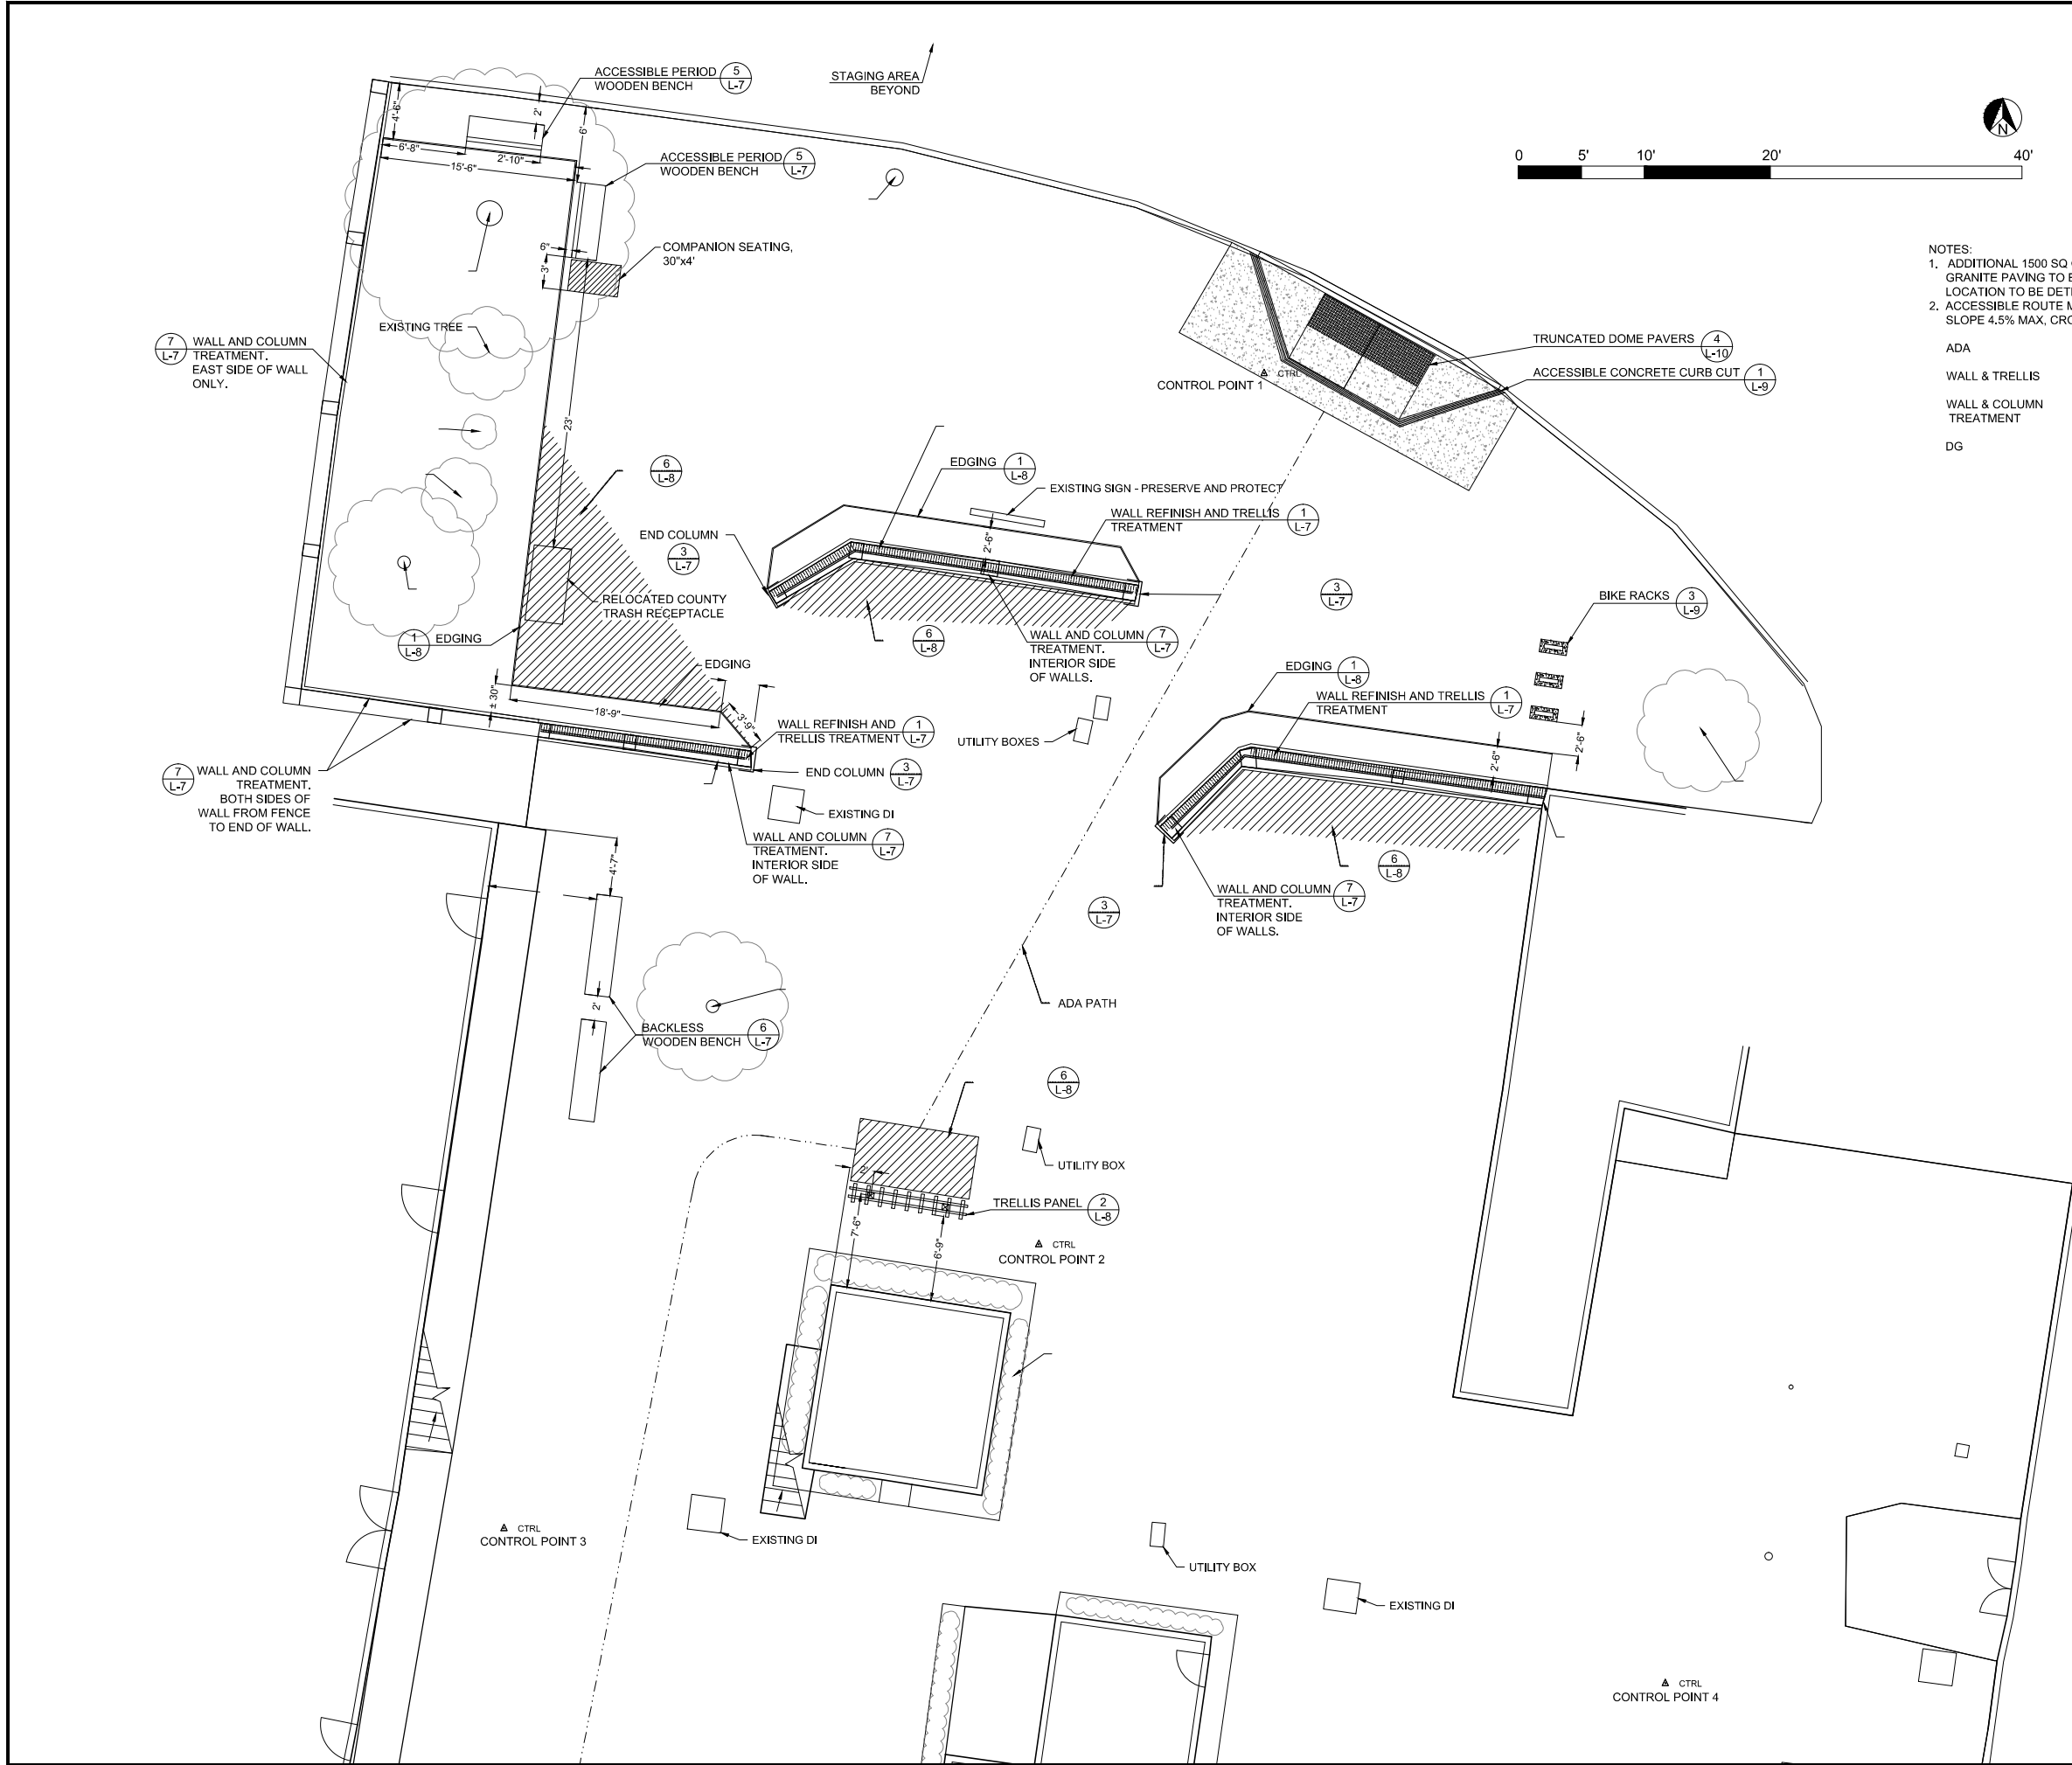 STAGING AREA
BEYOND
ACCESSIBLE PERIOD
WOODEN BENCH
5
L-7
4'-6"
2'
6'
6'-8"
2'-10"
15'-6"
ACCESSIBLE PERIOD
WOODEN BENCH
5
L-7
N
0 5' 10' 20' 40'
COMPANION SEATING,
30"x4'
6"
3'
NOTES:
1. ADDITIONAL 1500 SQ
GRANITE PAVING TO
LOCATION TO BE DET
2. ACCESSIBLE ROUTE
SLOPE 4.5% MAX, CRO
ADA
WALL & TRELLIS
WALL & COLUMN
TREATMENT
DG
EXISTING TREE
7
L-7
WALL AND COLUMN
TREATMENT.
EAST SIDE OF WALL
ONLY.
TRUNCATED DOME PAVERS
4
L-10
ACCESSIBLE CONCRETE CURB CUT
1
L-9
CTRL
CONTROL POINT 1
23'
6
L-8
EDGING
1
L-8
EXISTING SIGN - PRESERVE AND PROTECT
WALL REFINISH AND TRELLIS
TREATMENT
1
L-7
END COLUMN
3
L-7
2'-6"
RELOCATED COUNTY
TRASH RECEPTACLE
3
L-7
BIKE RACKS
3
L-9
1
L-8
EDGING
6
L-8
WALL AND COLUMN
TREATMENT.
INTERIOR SIDE
OF WALLS.
7
L-7
EDGING
EDGING
1
L-8
WALL REFINISH AND TRELLIS
TREATMENT
1
L-7
± 30"
18'-9"
3'-9"
WALL REFINISH AND
TRELLIS TREATMENT
1
L-7
UTILITY BOXES
2'-6"
2'-6"
7
L-7
WALL AND COLUMN
TREATMENT.
BOTH SIDES OF
WALL FROM FENCE
TO END OF WALL.
END COLUMN
3
L-7
EXISTING DI
WALL AND COLUMN
TREATMENT.
INTERIOR SIDE
OF WALL.
7
L-7
4'-7"
6
L-8
WALL AND COLUMN
TREATMENT.
INTERIOR SIDE
OF WALLS.
7
L-7
3
L-7
ADA PATH
2'
BACKLESS
WOODEN BENCH
6
L-7
6
L-8
UTILITY BOX
2'
TRELLIS PANEL
2
L-8
7'-6"
6'-9"
CTRL
CONTROL POINT 2
CTRL
CONTROL POINT 3
EXISTING DI
UTILITY BOX
EXISTING DI
CTRL
CONTROL POINT 4